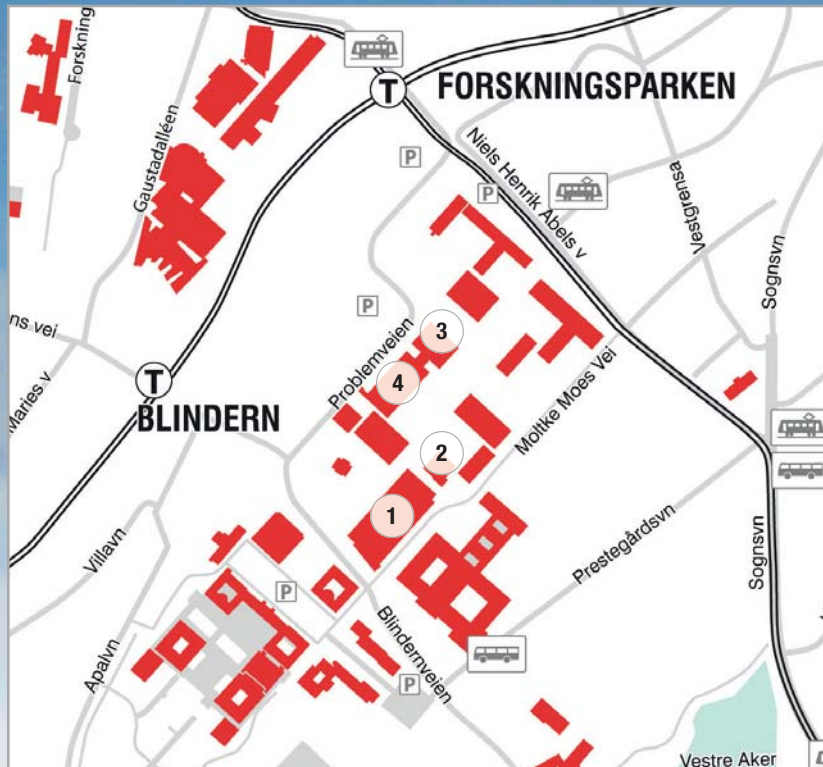 Forskning
T
FORSKNINGSPARKEN
Gaustadalléen
P
Niels Henrik Abels v
P
Vestgrensa
Sognsvn
ns vei
P
Problemveien
3
T
4
Maries v
BLINDERN
Moltke Moes Vei
2
1
Villavn
Prestegårdsvn
Sognsvn
P
Blindernveien
Apalvn
P
Vestre Aker